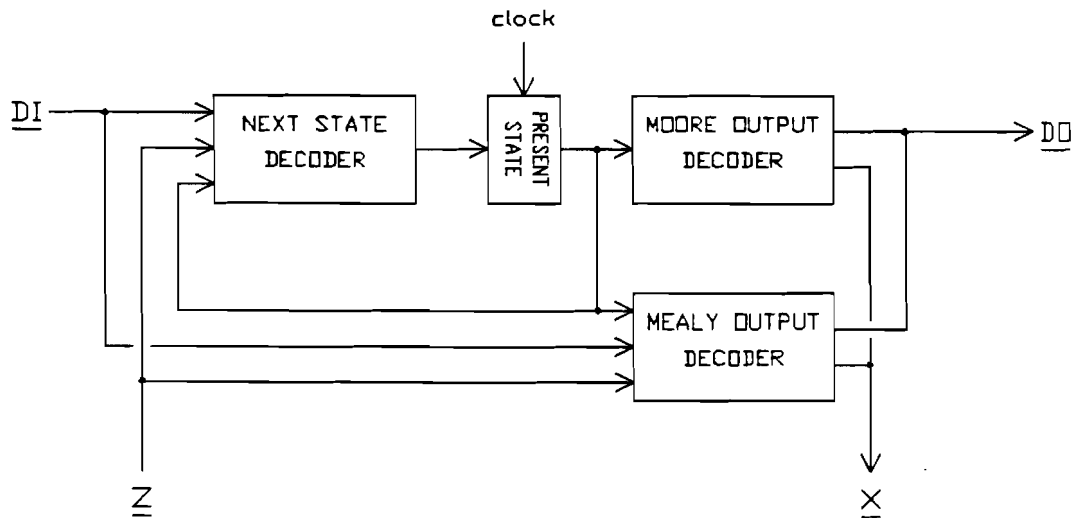 clock
DI
NEXT STATE
DECODER
PRESENT
STATE
MOORE OUTPUT
DECODER
DO
MEALY OUTPUT
DECODER
Z
X